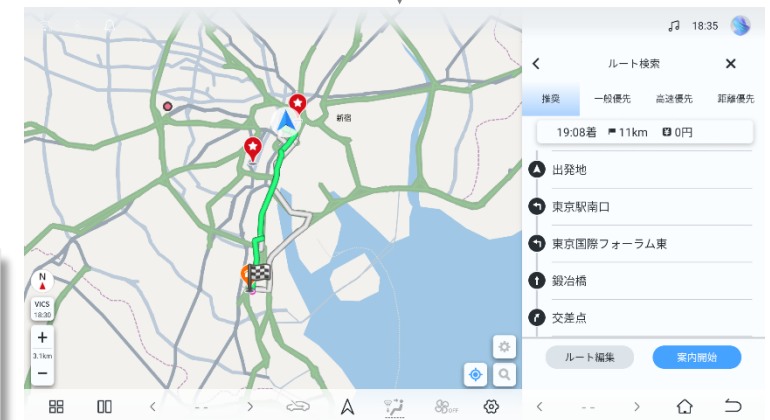 18:35
ルート検索
推奨 一般優先 高速優先 距離優先
19:08着 11km 0円
出発地
東京駅南口
東京国際フォーラム東
鍛冶橋
交差点
ルート編集 案内開始
新宿
N
VICS
18:30
+
3.1km
−
OFF